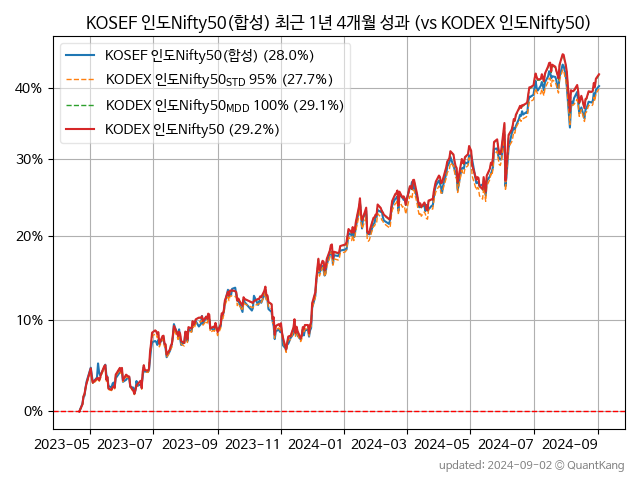 KOSEF 인도Nifty50(합성) 최근 1년 4개월 성과 (vs KODEX 인도Nifty50)
KOSEF 인도Nifty50(합성) (28.0%)
KODEX 인도Nifty50STD 95% (27.7%)
KODEX 인도Nifty50MDD 100% (29.1%)
KODEX 인도Nifty50 (29.2%)
40%
30%
20%
10%
0%
2023-05 2023-07 2023-09 2023-11 2024-01 2024-03 2024-05 2024-07 2024-09
updated: 2024-09-02 © QuantKang